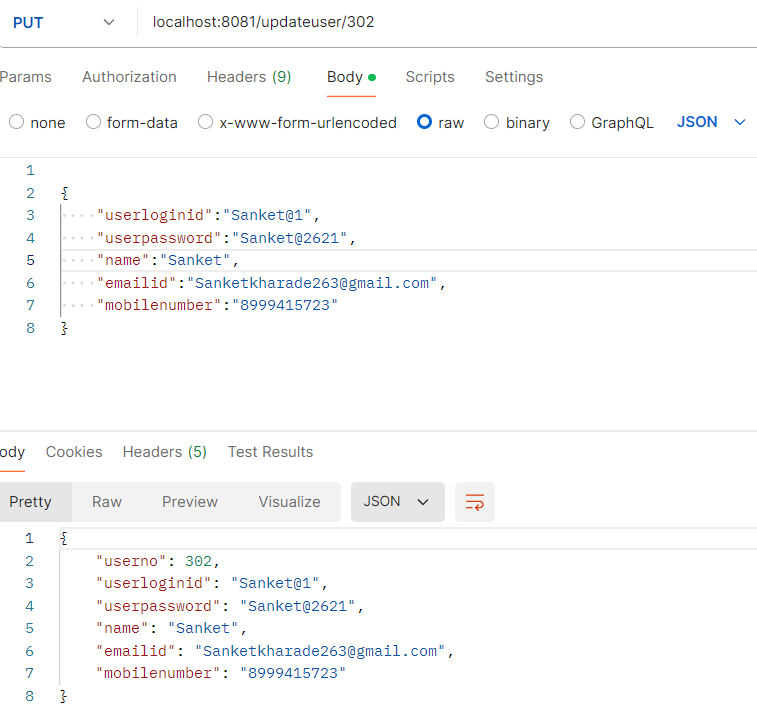 PUT localhost:8081/updateuser/302
Params Authorization Headers (9) Body Scripts Settings
none form-data x-www-form-urlencoded raw binary GraphQL JSON
1
2 {
3 "userloginid":"Sanket@1",
4 "userpassword":"Sanket@2621",
5 "name":"Sanket",
6 "emailid":"Sanketkharade263@gmail.com",
7 "mobilenumber":"8999415723"
8 }
ody Cookies Headers (5) Test Results
Pretty Raw Preview Visualize JSON
1 {
2 "userno": 302,
3 "userloginid": "Sanket@1",
4 "userpassword": "Sanket@2621",
5 "name": "Sanket",
6 "emailid": "Sanketkharade263@gmail.com",
7 "mobilenumber": "8999415723"
8 }